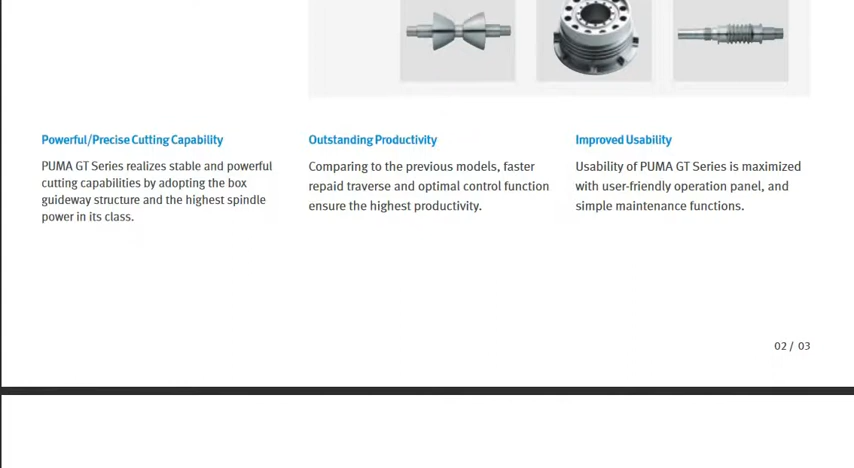 Powerful/Precise Cutting Capability
PUMA GT Series realizes stable and powerful
cutting capabilities by adopting the box
guideway structure and the highest spindle
power in its class.
Outstanding Productivity
Comparing to the previous models, faster
repaid traverse and optimal control function
ensure the highest productivity.
Improved Usability
Usability of PUMA GT Series is maximized
with user-friendly operation panel, and
simple maintenance functions.
02 / 03